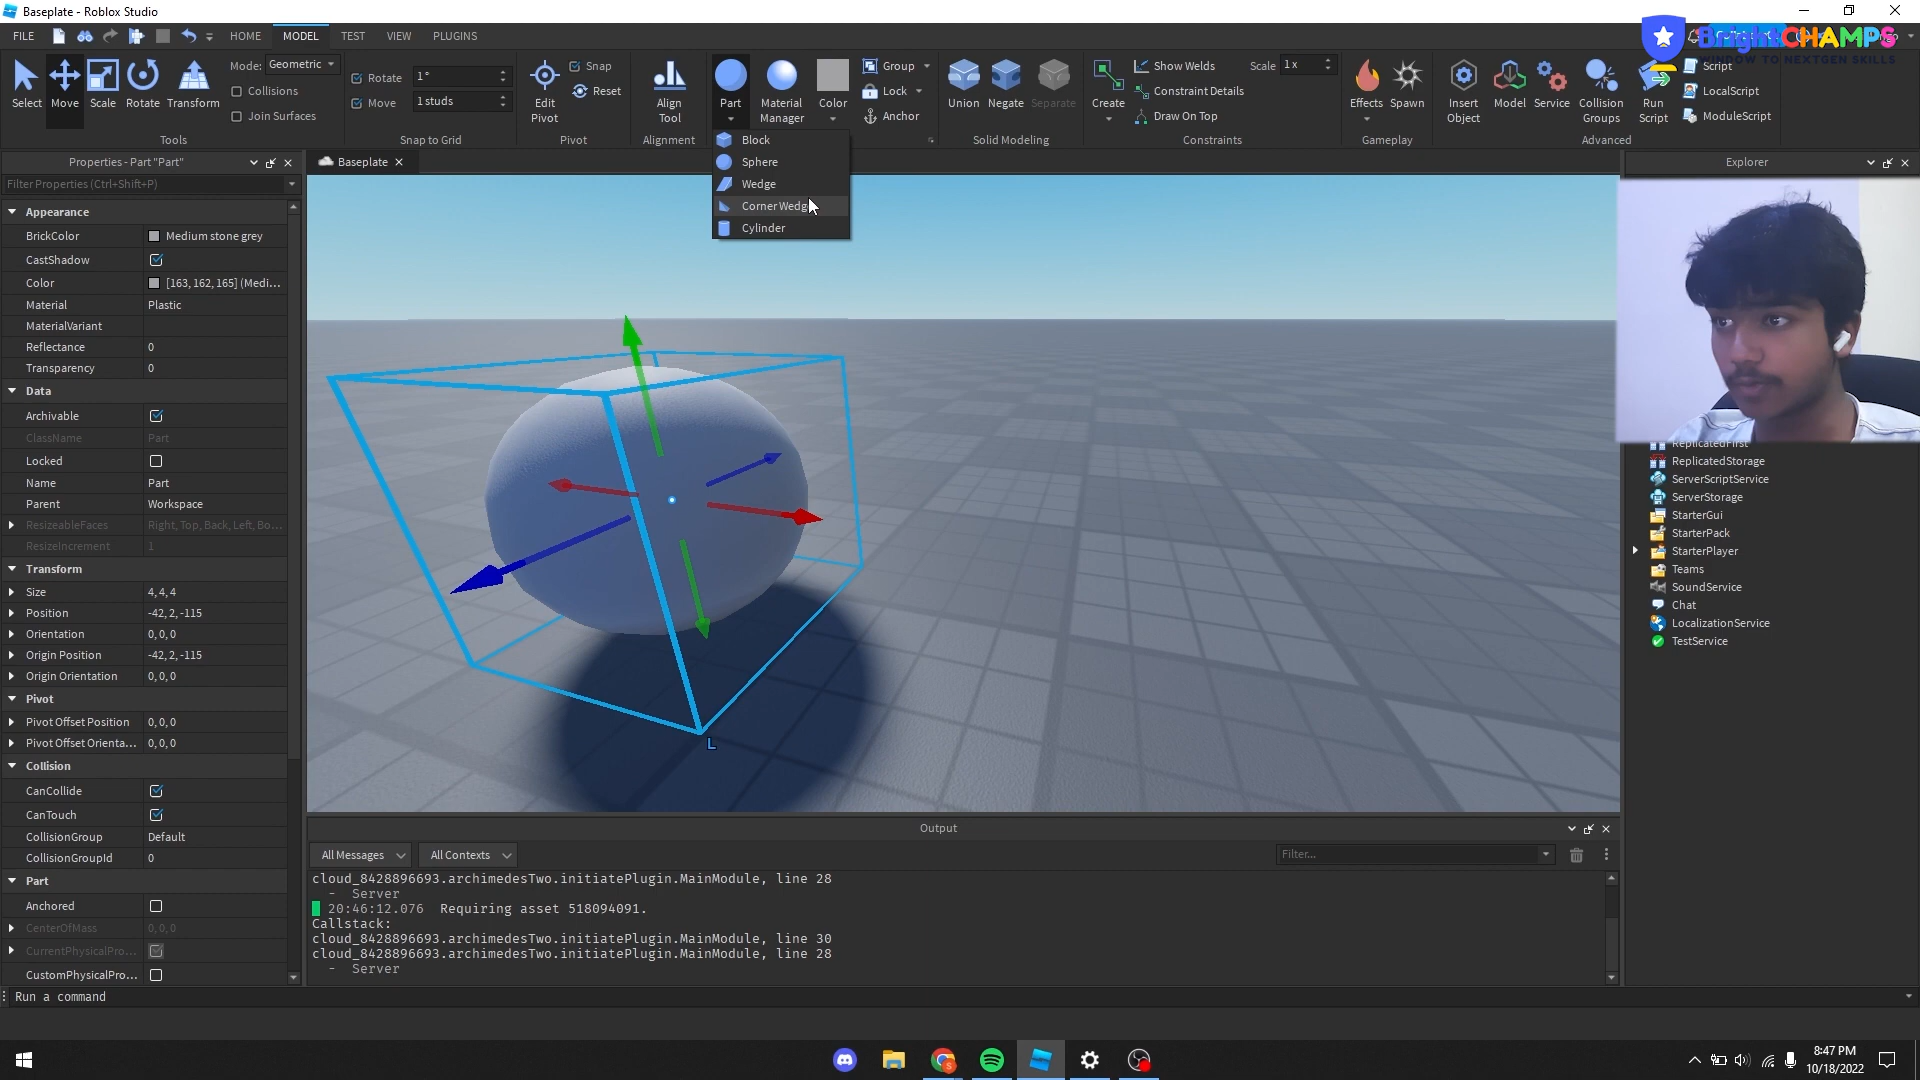 Baseplate - Roblox Studio
FILE HOME MODEL TEST VIEW PLUGINS
BrightCHAMPS
WINDOW TO NEXTGEN SKILLS
Select Move Scale Rotate Transform
Mode: Geometric
Collisions
Join Surfaces
Tools
Rotate 1°
Move 1 studs
Snap to Grid
Edit Pivot
Snap
Reset
Pivot
Align Tool
Alignment
Part
Material Manager
Color
Group
Lock
Anchor
Union Negate Separate
Solid Modeling
Create
Show Welds
Constraint Details
Draw On Top
Scale 1 x
Constraints
Effects Spawn
Gameplay
Insert Object
Model
Service
Collision Groups
Run Script
Script
LocalScript
ModuleScript
Advanced
Block
Sphere
Wedge
Corner Wedge
Cylinder
Properties - Part "Part"
Filter Properties (Ctrl+Shift+P)
Appearance
BrickColor Medium stone grey
CastShadow
Color [163, 162, 165] (Medi...
Material Plastic
MaterialVariant
Reflectance 0
Transparency 0
Data
Archivable
ClassName Part
Locked
Name Part
Parent Workspace
ResizeableFaces Right, Top, Back, Left, Bo...
ResizeIncrement 1
Transform
Size 4, 4, 4
Position -42, 2, -115
Orientation 0, 0, 0
Origin Position -42, 2, -115
Origin Orientation 0, 0, 0
Pivot
Pivot Offset Position 0, 0, 0
Pivot Offset Orienta... 0, 0, 0
Collision
CanCollide
CanTouch
CollisionGroup Default
CollisionGroupId 0
Part
Anchored
CenterOfMass 0, 0, 0
CurrentPhysicalPro...
CustomPhysicalPro...
Baseplate
L
Explorer
ReplicatedFirst
ReplicatedStorage
ServerScriptService
ServerStorage
StarterGui
StarterPack
StarterPlayer
Teams
SoundService
Chat
LocalizationService
TestService
Output
All Messages All Contexts Filter...
cloud_8428896693.archimedesTwo.initiatePlugin.MainModule, line 28
- Server
20:46:12.076 Requiring asset 518094091.
Callstack:
cloud_8428896693.archimedesTwo.initiatePlugin.MainModule, line 30
cloud_8428896693.archimedesTwo.initiatePlugin.MainModule, line 28
- Server
Run a command
8:47 PM
10/18/2022